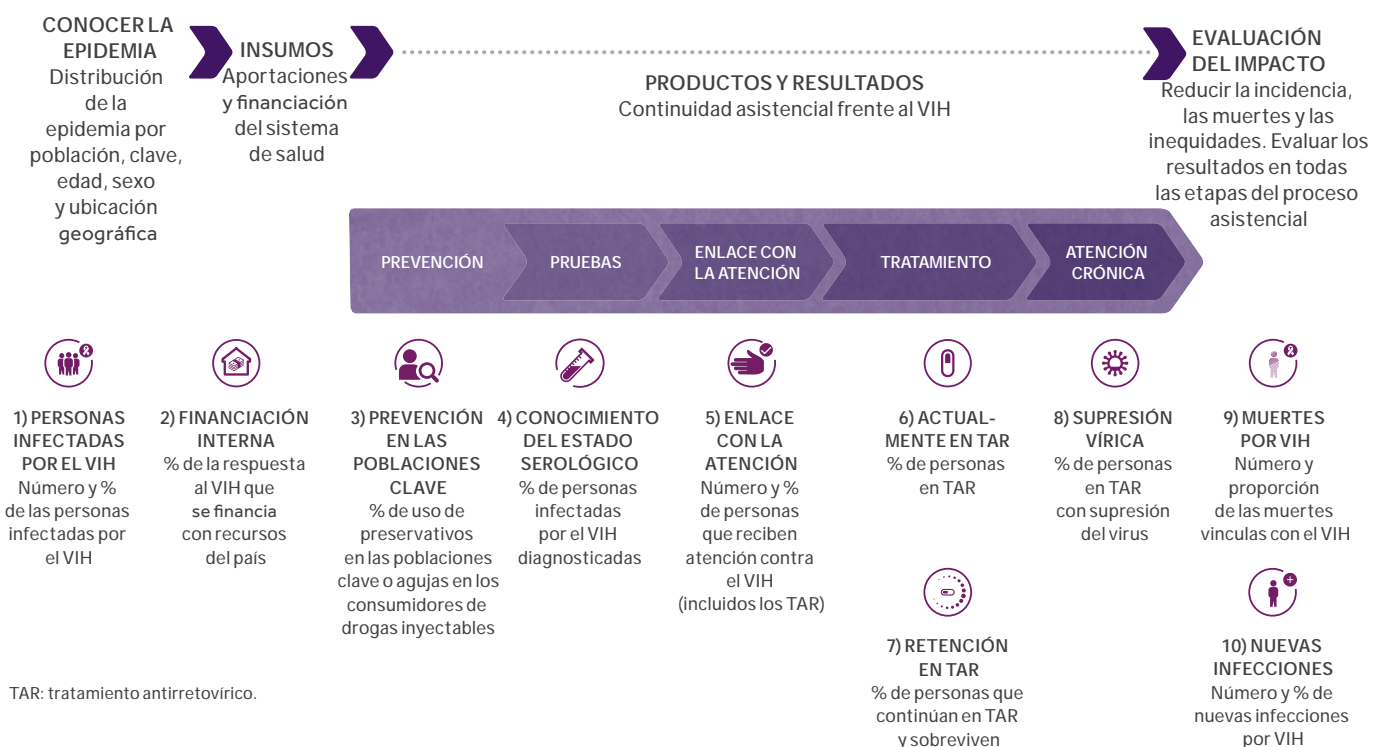 CONOCER LA
EPIDEMIA
Distribución
de la
epidemia por
población, clave,
edad, sexo
y ubicación
geográfica
INSUMOS
Aportaciones
y financiación
del sistema
de salud
PRODUCTOS Y RESULTADOS
Continuidad asistencial frente al VIH
EVALUACIÓN
DEL IMPACTO
Reducir la incidencia,
las muertes y las
inequidades. Evaluar los
resultados en todas
las etapas del proceso
asistencial
PREVENCIÓN
PRUEBAS
ENLACE CON
LA ATENCIÓN
TRATAMIENTO
ATENCIÓN
CRÓNICA
1) PERSONAS
INFECTADAS
POR EL VIH
Número y %
de las personas
infectadas por
el VIH
2) FINANCIACIÓN
INTERNA
% de la respuesta
al VIH que
se financia
con recursos
del país
3) PREVENCIÓN
EN LAS
POBLACIONES
CLAVE
% de uso de
preservativos
en las poblaciones
clave o agujas en los
consumidores de
drogas inyectables
4) CONOCIMIENTO
DEL ESTADO
SEROLÓGICO
% de personas
infectadas
por el VIH
diagnosticadas
5) ENLACE
CON LA
ATENCIÓN
Número y %
de personas
que reciben
atención contra
el VIH
(incluidos los TAR)
6) ACTUAL-
MENTE EN TAR
% de personas
en TAR
7) RETENCIÓN
EN TAR
% de personas que
continúan en TAR
y sobreviven
8) SUPRESIÓN
VÍRICA
% de personas
en TAR
con supresión
del virus
9) MUERTES
POR VIH
Número y
proporción
de las muertes
vinculas con el VIH
10) NUEVAS
INFECCIONES
Número y % de
nuevas infecciones
por VIH
TAR: tratamiento antirretovírico.